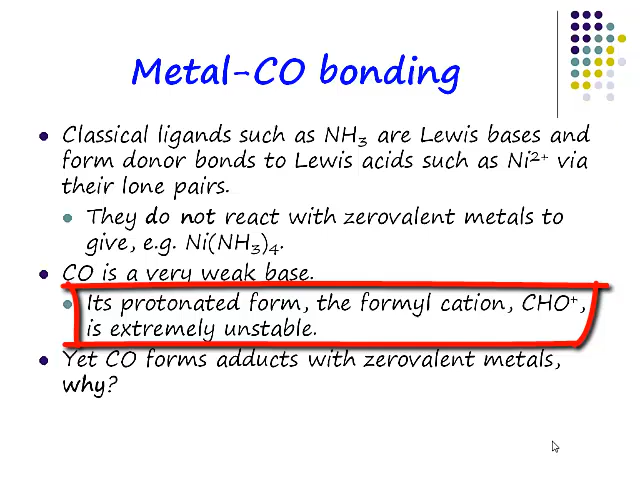 Metal-CO bonding
Classical ligands such as NH₃ are Lewis bases and
form donor bonds to Lewis acids such as Ni²⁺ via
their lone pairs.
They do not react with zerovalent metals to
give, e.g. Ni(NH₃)₄.
CO is a very weak base.
Its protonated form, the formyl cation, CHO⁺,
is extremely unstable.
Yet CO forms adducts with zerovalent metals,
why?